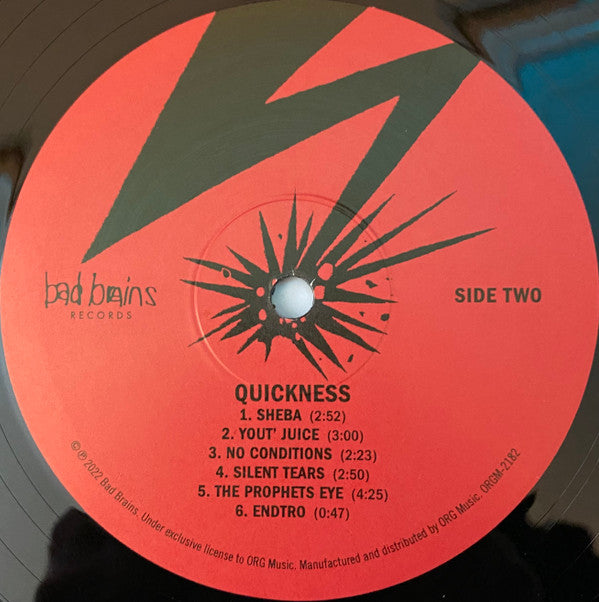 bad brains
RECORDS
SIDE TWO
QUICKNESS
1. SHEBA (2:52)
2. YOUT' JUICE (3:00)
3. NO CONDITIONS (2:23)
4. SILENT TEARS (2:50)
5. THE PROPHETS EYE (4:25)
6. ENDTRO (0:47)
© ℗ 2022 Bad Brains. Under exclusive license to ORG Music. Manufactured and distributed by ORG Music. ORGM-2182